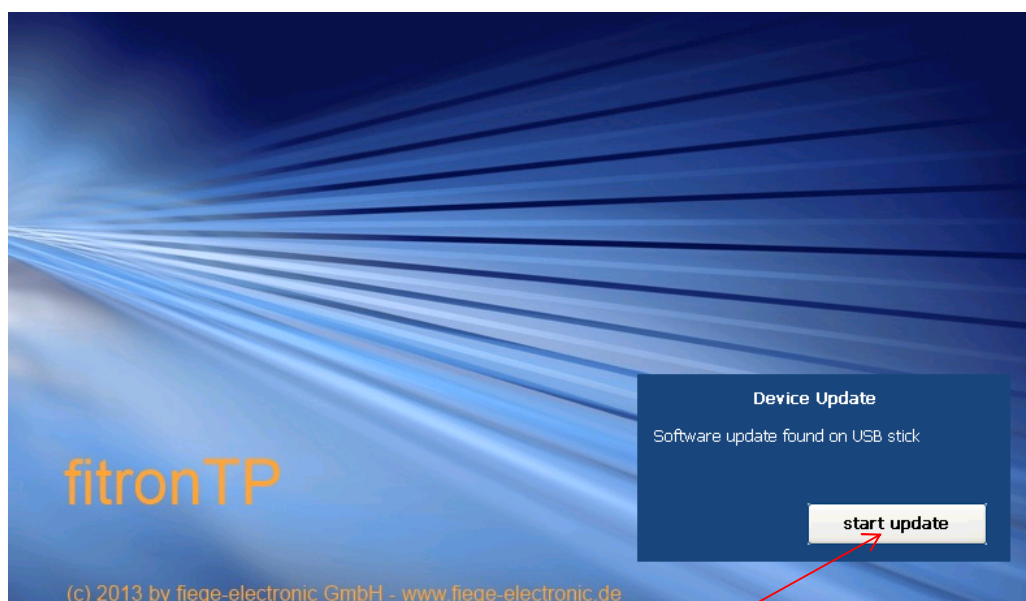 Device Update
Software update found on USB stick
fitronTP
start update
(c) 2013 by fiege-electronic GmbH - www.fiege-electronic.de